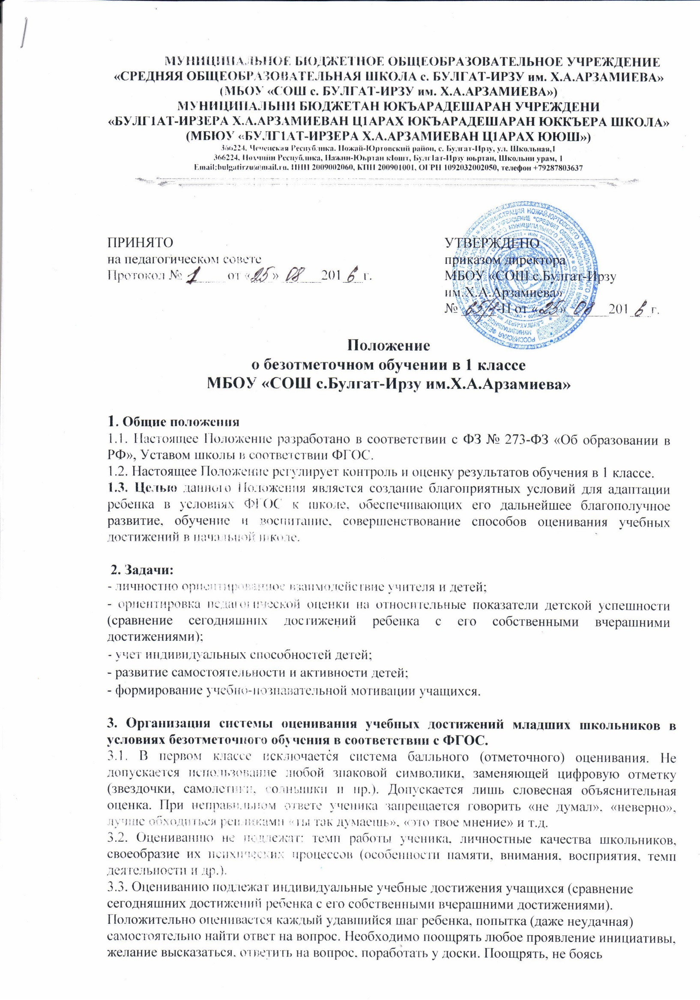 МУНИЦИПАЛЬНОЕ БЮДЖЕТНОЕ ОБЩЕОБРАЗОВАТЕЛЬНОЕ УЧРЕЖДЕНИЕ
«СРЕДНЯЯ ОБЩЕОБРАЗОВАТЕЛЬНАЯ ШКОЛА с. БУЛГАТ-ИРЗУ им. Х.А.АРЗАМИЕВА»
(МБОУ «СОШ с. БУЛГАТ-ИРЗУ им. Х.А.АРЗАМИЕВА»)
МУНИЦИПАЛЬНИ БЮДЖЕТАН ЮКЪАРАДЕШАРАН УЧРЕЖДЕНИ
«БУЛГ1АТ-ИРЗЕРА Х.А.АРЗАМИЕВАН Ц1АРАХ ЮКЪАРАДЕШАРАН ЮККЪЕРА ШКОЛА»
(МБЮУ «БУЛГ1АТ-ИРЗЕРА Х.А.АРЗАМИЕВАН Ц1АРАХ ЮЮШ»)
366224, Чеченская Республика, Ножай-Юртовский район, с. Булгат-Ирзу, ул. Школьная,1
366224, Нохчийн Республика, Нажин-Юьртан кIошт, БулгIат-Ирзу юьртан, Школьни урам, 1
Email:bulgatirzu@mail.ru, ИНН 2009002060, КПП 200901001, ОГРН 1092032002050, телефон +79287803637
ПРИНЯТО
на педагогическом совете
Протокол № 1 от «25» 08 2016 г.
УТВЕРЖДЕНО
приказом директора
МБОУ «СОШ с.Булгат-Ирзу
им.Х.А.Арзамиева»
№ 65/1-П от «25» 08 2016 г.
Положение
о безотметочном обучении в 1 классе
МБОУ «СОШ с.Булгат-Ирзу им.Х.А.Арзамиева»
1. Общие положения
1.1. Настоящее Положение разработано в соответствии с ФЗ № 273-ФЗ «Об образовании в
РФ», Уставом школы в соответствии ФГОС.
1.2. Настоящее Положение регулирует контроль и оценку результатов обучения в 1 классе.
1.3. Целью данного Положения является создание благоприятных условий для адаптации
ребенка в условиях ФГОС к школе, обеспечивающих его дальнейшее благополучное
развитие, обучение и воспитание, совершенствование способов оценивания учебных
достижений в начальной школе.
2. Задачи:
- личностно ориентированное взаимодействие учителя и детей;
- ориентировка педагогической оценки на относительные показатели детской успешности
(сравнение сегодняшних достижений ребенка с его собственными вчерашними
достижениями);
- учет индивидуальных способностей детей;
- развитие самостоятельности и активности детей;
- формирование учебно-познавательной мотивации учащихся.
3. Организация системы оценивания учебных достижений младших школьников в
условиях безотметочного обучения в соответствии с ФГОС.
3.1. В первом классе исключается система балльного (отметочного) оценивания. Не
допускается использование любой знаковой символики, заменяющей цифровую отметку
(звездочки, самолетики, солнышки и пр.). Допускается лишь словесная объяснительная
оценка. При неправильном ответе ученика запрещается говорить «не думал», «неверно»,
лучше обходиться репликами «ты так думаешь», «это твое мнение» и т.д.
3.2. Оцениванию не подлежат: темп работы ученика, личностные качества школьников,
своеобразие их психических процессов (особенности памяти, внимания, восприятия, темп
деятельности и др.).
3.3. Оцениванию подлежат индивидуальные учебные достижения учащихся (сравнение
сегодняшних достижений ребенка с его собственными вчерашними достижениями).
Положительно оценивается каждый удавшийся шаг ребенка, попытка (даже неудачная)
самостоятельно найти ответ на вопрос. Необходимо поощрять любое проявление инициативы,
желание высказаться, ответить на вопрос, поработать у доски. Поощрять, не боясь